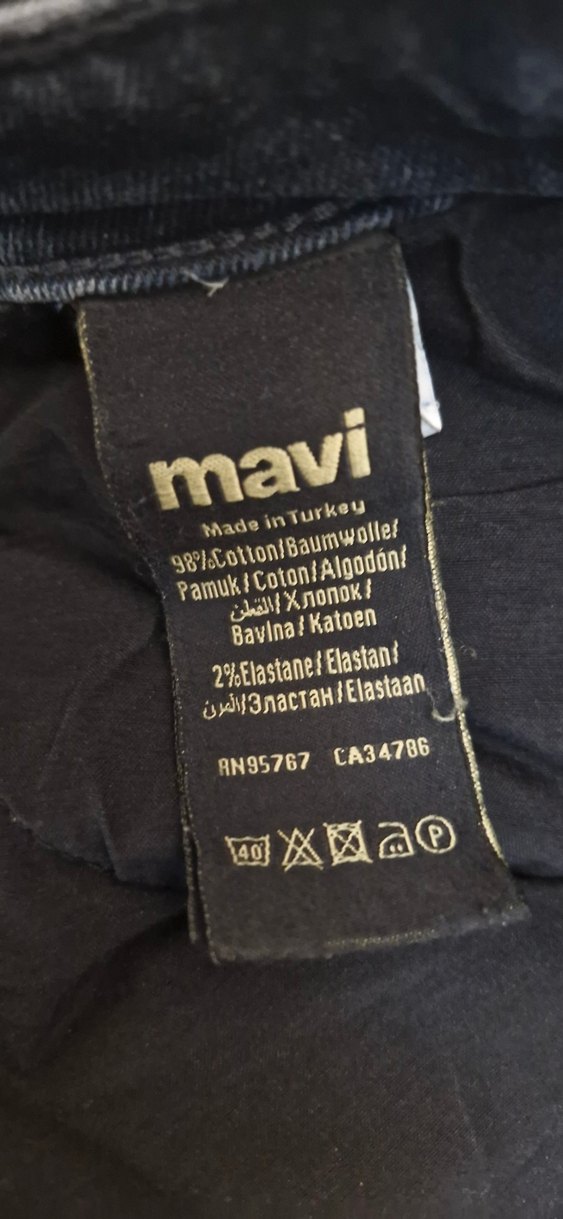 mavi
Made in Turkey
98%Cotton/Baumwolle/
Pamuk/Coton/Algodón/
القطن/Хлопок/
Bavlna/Katoen
2%Elastane/Elastan/
/Эластан/Elastaan
RN95767 CA34786
40°
P